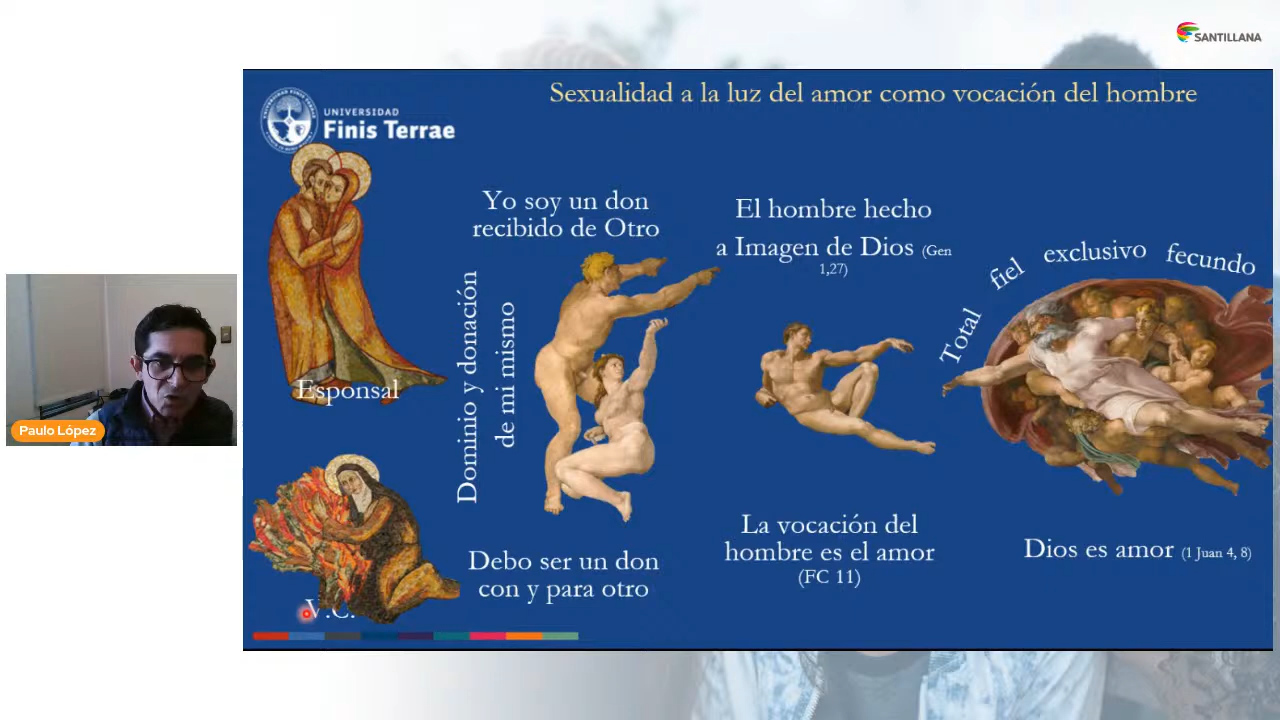 SANTILLANA
Sexualidad a la luz del amor como vocación del hombre
UNIVERSIDAD
Finis Terrae
Yo soy un don
recibido de Otro
El hombre hecho
a Imagen de Dios (Gen
1,27)
Total fiel exclusivo fecundo
Dominio y donación
de mi mismo
Esponsal
Paulo López
La vocación del
hombre es el amor
(FC 11)
Dios es amor (1 Juan 4, 8)
Debo ser un don
con y para otro
V.C.